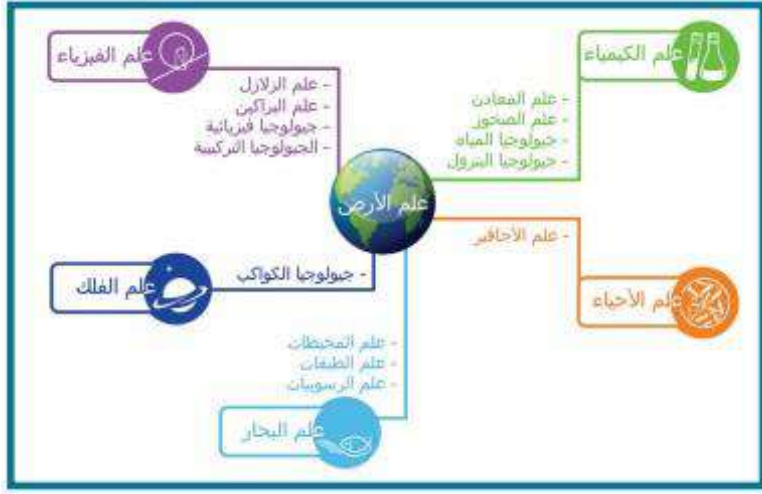 علم الكيمياء
- علم المعادن
- علم الصخور
- جيولوجيا المياه
- جيولوجيا البترول
علم الفيزياء
- علم الزلازل
- علم البراكين
- جيولوجيا فيزيائية
- الجيولوجيا التركيبية
علم الأرض
- علم الأحافير
علم الأحياء
- جيولوجيا الكواكب
علم الفلك
- علم المحيطات
- علم الطبقات
- علم الرسوبيات
علم البحار